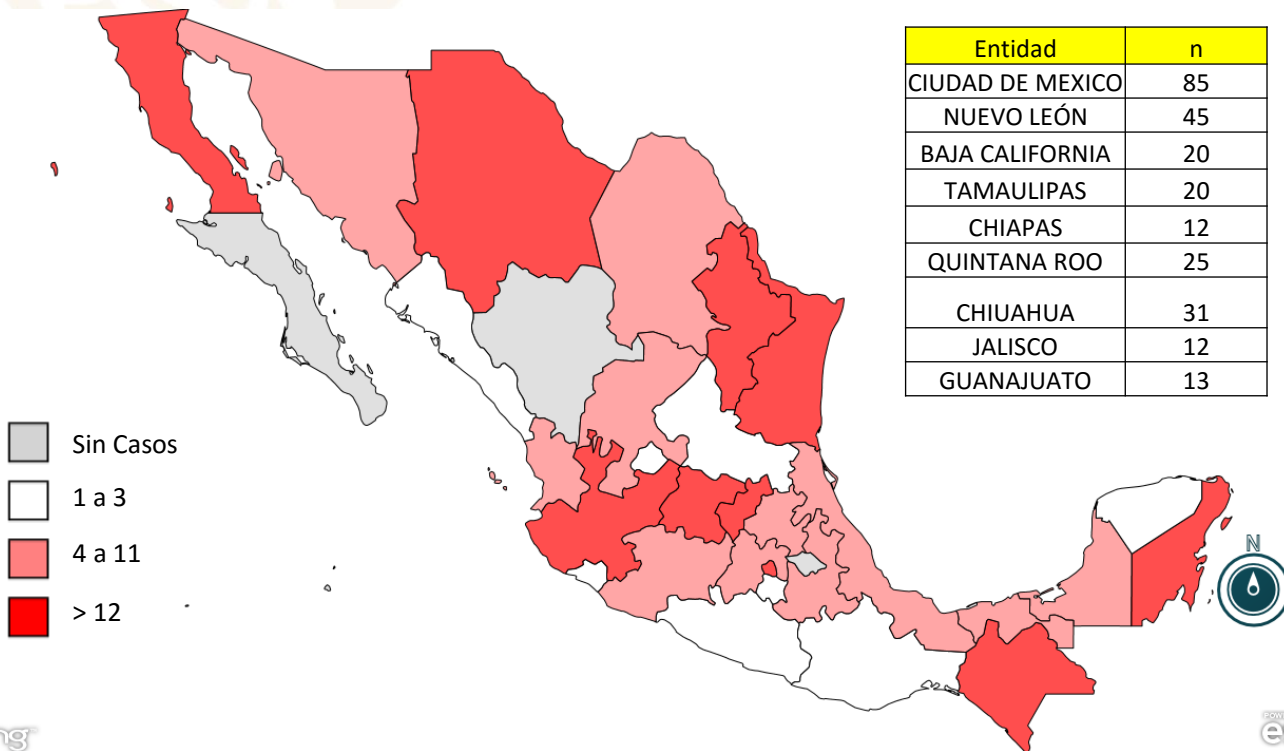 Entidad n
CIUDAD DE MEXICO 85
NUEVO LEÓN 45
BAJA CALIFORNIA 20
TAMAULIPAS 20
CHIAPAS 12
QUINTANA ROO 25
CHIUAHUA 31
JALISCO 12
GUANAJUATO 13
Sin Casos
1 a 3
4 a 11
> 12
N